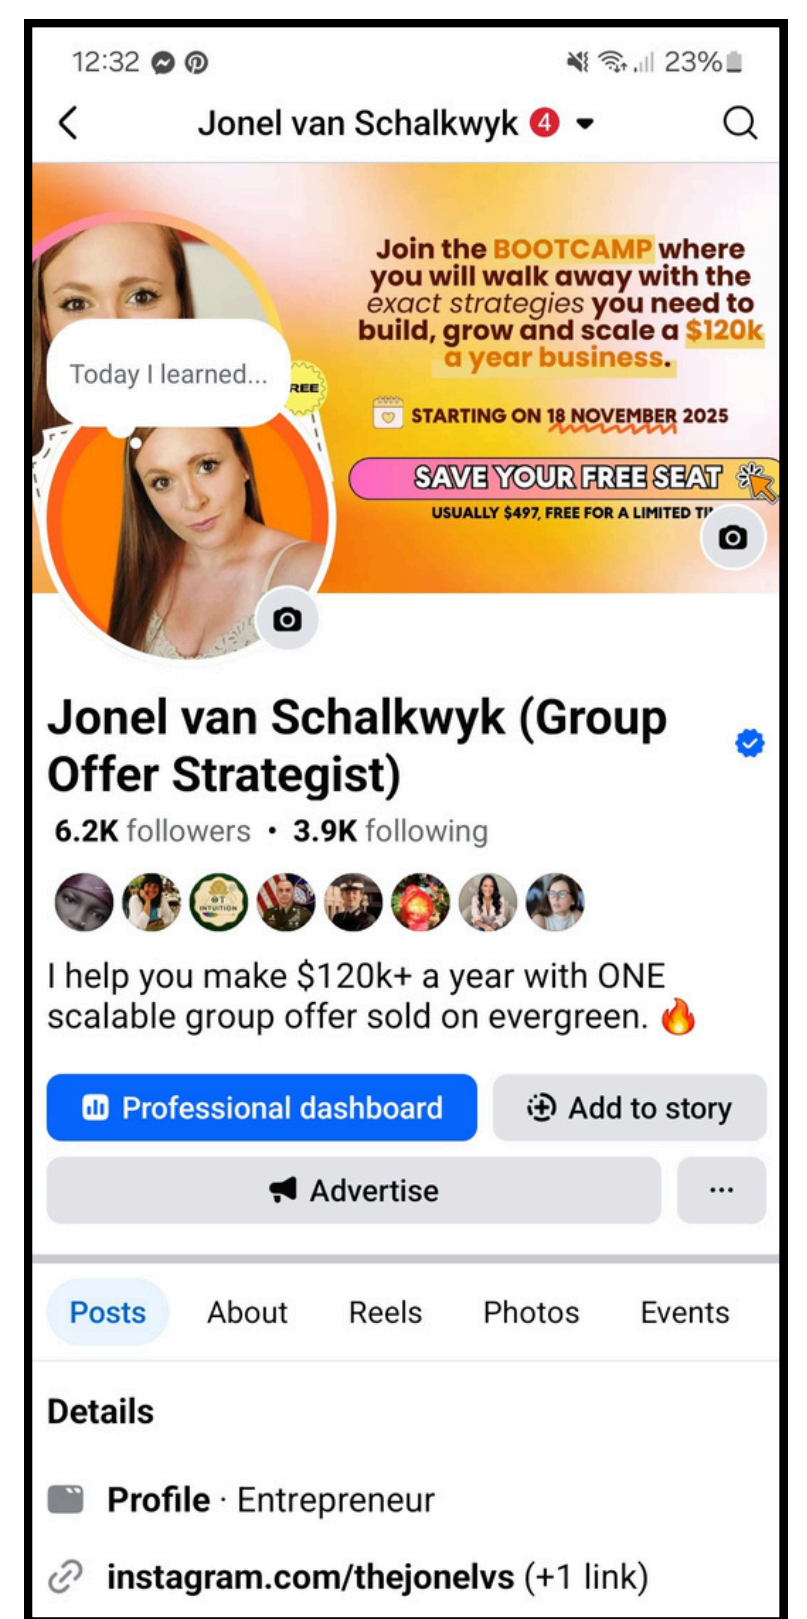 12:32
23%
Jonel van Schalkwyk 4
Join the BOOTCAMP where
you will walk away with the
exact strategies you need to
build, grow and scale a $120k
a year business.
STARTING ON 18 NOVEMBER 2025
SAVE YOUR FREE SEAT
USUALLY $497, FREE FOR A LIMITED
Today I learned...
Jonel van Schalkwyk (Group
Offer Strategist)
6.2K followers • 3.9K following
INTUITION
I help you make $120k+ a year with ONE
scalable group offer sold on evergreen. 🔥
Professional dashboard
Add to story
Advertise
Posts About Reels Photos Events
Details
Profile · Entrepreneur
instagram.com/thejonelvs (+1 link)